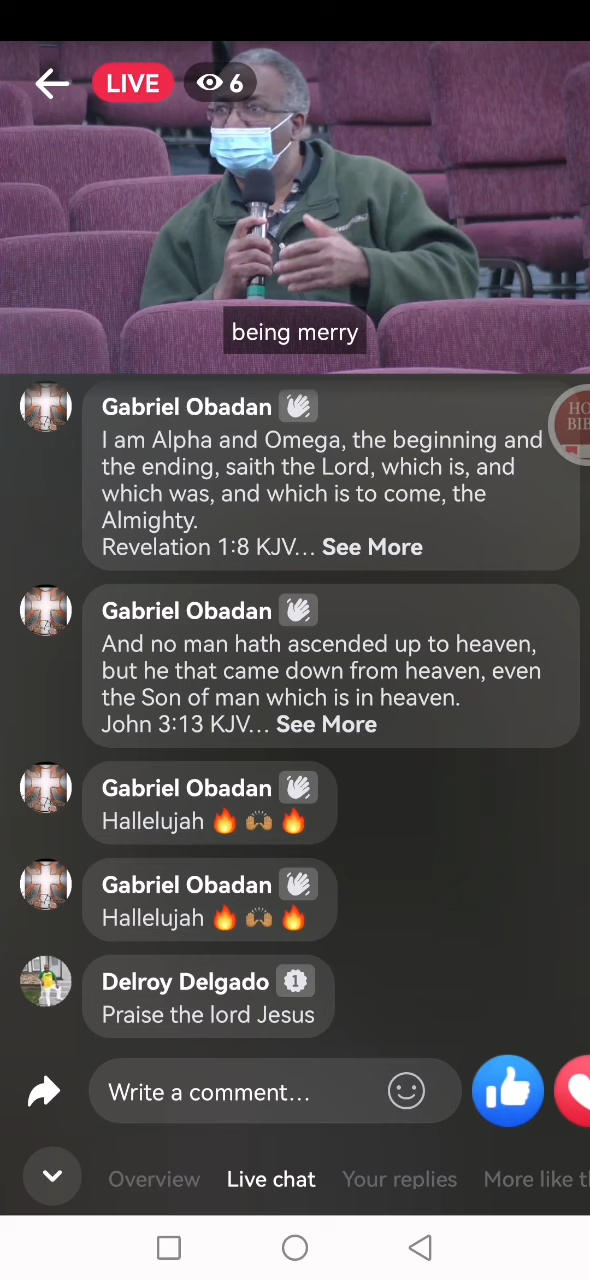 LIVE 6
being merry
Gabriel Obadan
I am Alpha and Omega, the beginning and
the ending, saith the Lord, which is, and
which was, and which is to come, the
Almighty.
Revelation 1:8 KJV... See More
Gabriel Obadan
And no man hath ascended up to heaven,
but he that came down from heaven, even
the Son of man which is in heaven.
John 3:13 KJV... See More
Gabriel Obadan
Hallelujah 🔥 🙌🏽 🔥
Gabriel Obadan
Hallelujah 🔥 🙌🏽 🔥
Delroy Delgado 1
Praise the lord Jesus
Write a comment...
Overview Live chat Your replies More like